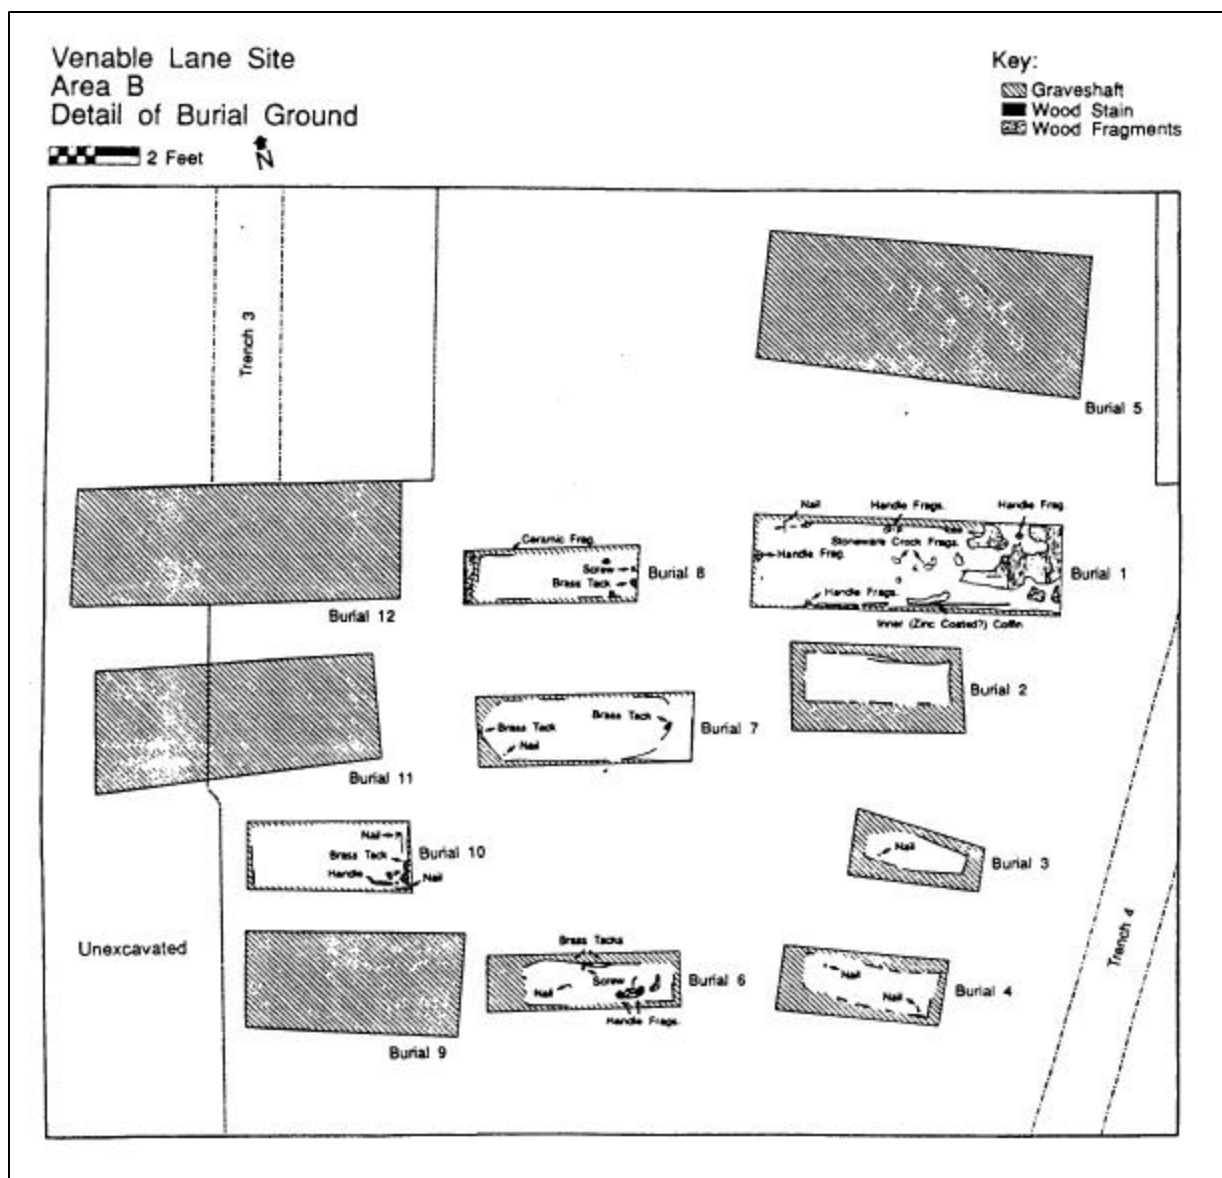 Venable Lane Site
Area B
Detail of Burial Ground
2 Feet
N
Key:
Graveshaft
Wood Stain
Wood Fragments
Trench 3
Burial 5
Nail
Handle Frags.
Handle Frag.
Stoneware Crock Frags.
Handle Frag.
Burial 1
Handle Frags.
Inner (Zinc Coated?) Coffin
Ceramic Frag.
Screw
Brass Tack
Burial 8
Burial 12
Burial 2
Brass Tack
Brass Tack
Nail
Burial 7
Burial 11
Nail
Brass Tack
Handle
Nail
Burial 10
Nail
Burial 3
Trench 4
Unexcavated
Brass Tacks
Nail
Screw
Handle Frags.
Burial 6
Nail
Nail
Burial 4
Burial 9